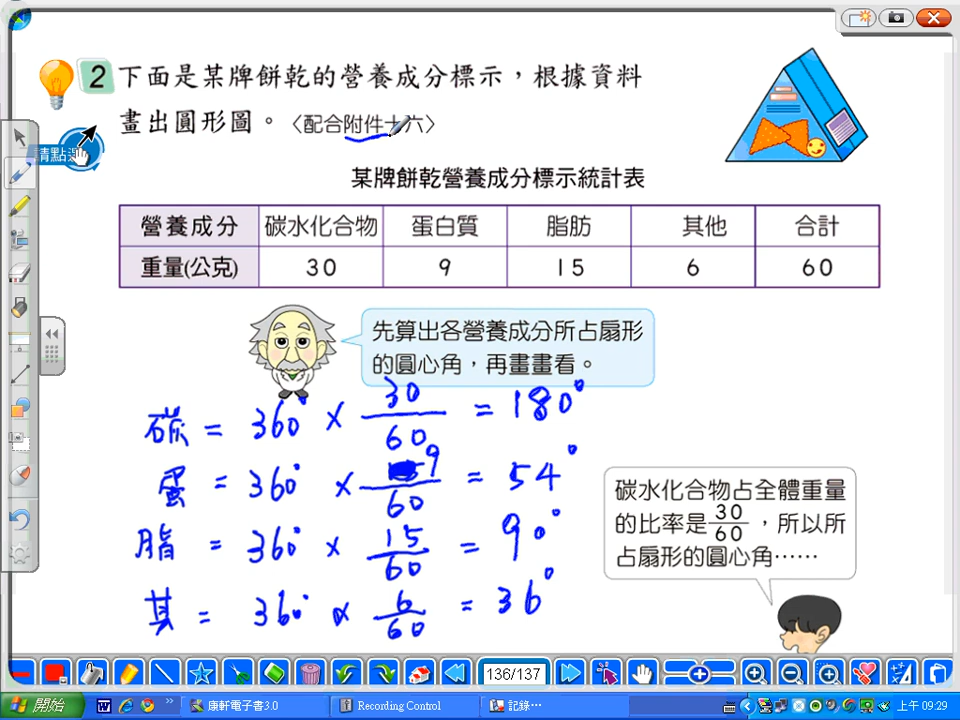 2 下面是某牌餅乾的營養成分標示，根據資料
畫出圓形圖。〈配合附件十六〉
請點選
某牌餅乾營養成分標示統計表
營養成分 碳水化合物 蛋白質 脂肪 其他 合計
重量(公克) 30 9 15 6 60
先算出各營養成分所占扇形
的圓心角，再畫畫看。
碳 = 360° × 30/60 = 180°
蛋 = 360° × 9/60 = 54°
脂 = 360° × 15/60 = 90°
其 = 360° × 6/60 = 36°
碳水化合物占全體重量
的比率是30/60，所以所
占扇形的圓心角……
136/137
開始 康軒電子書3.0 Recording Control 記錄… 上午 09:29